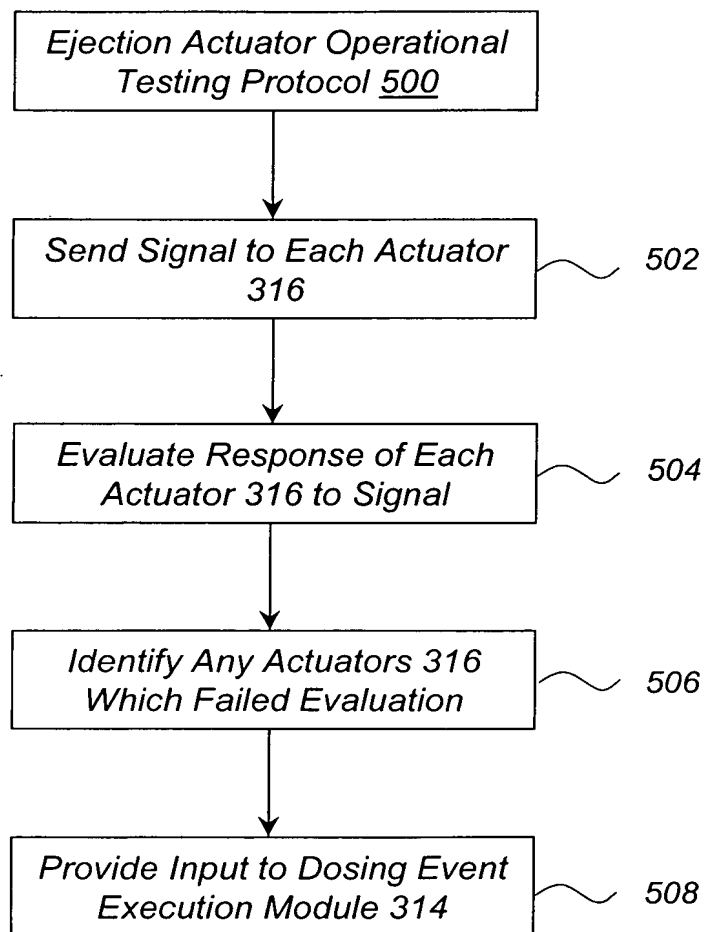 Ejection Actuator Operational
Testing Protocol 500
Send Signal to Each Actuator
316
502
Evaluate Response of Each
Actuator 316 to Signal
504
Identify Any Actuators 316
Which Failed Evaluation
506
Provide Input to Dosing Event
Execution Module 314
508